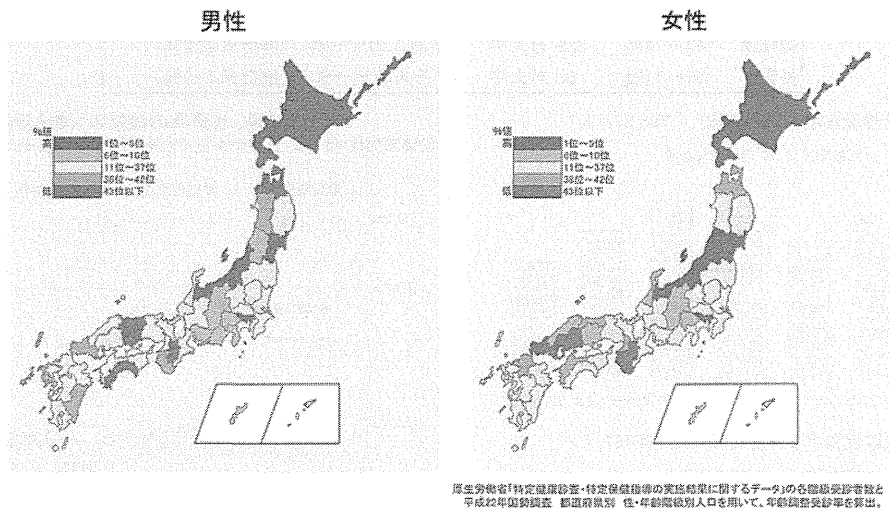 男性
女性
%値
高
1位～5位
6位～10位
11位～37位
38位～42位
低
43位以下
%値
高
1位～5位
6位～10位
11位～37位
38位～42位
低
43位以下
厚生労働省「特定健康診査・特定保健指導の実施結果に関するデータ」の各階級受診者数と
平成22年国勢調査 都道府県別 性・年齢階級別人口を用いて、年齢調整受診率を算出。